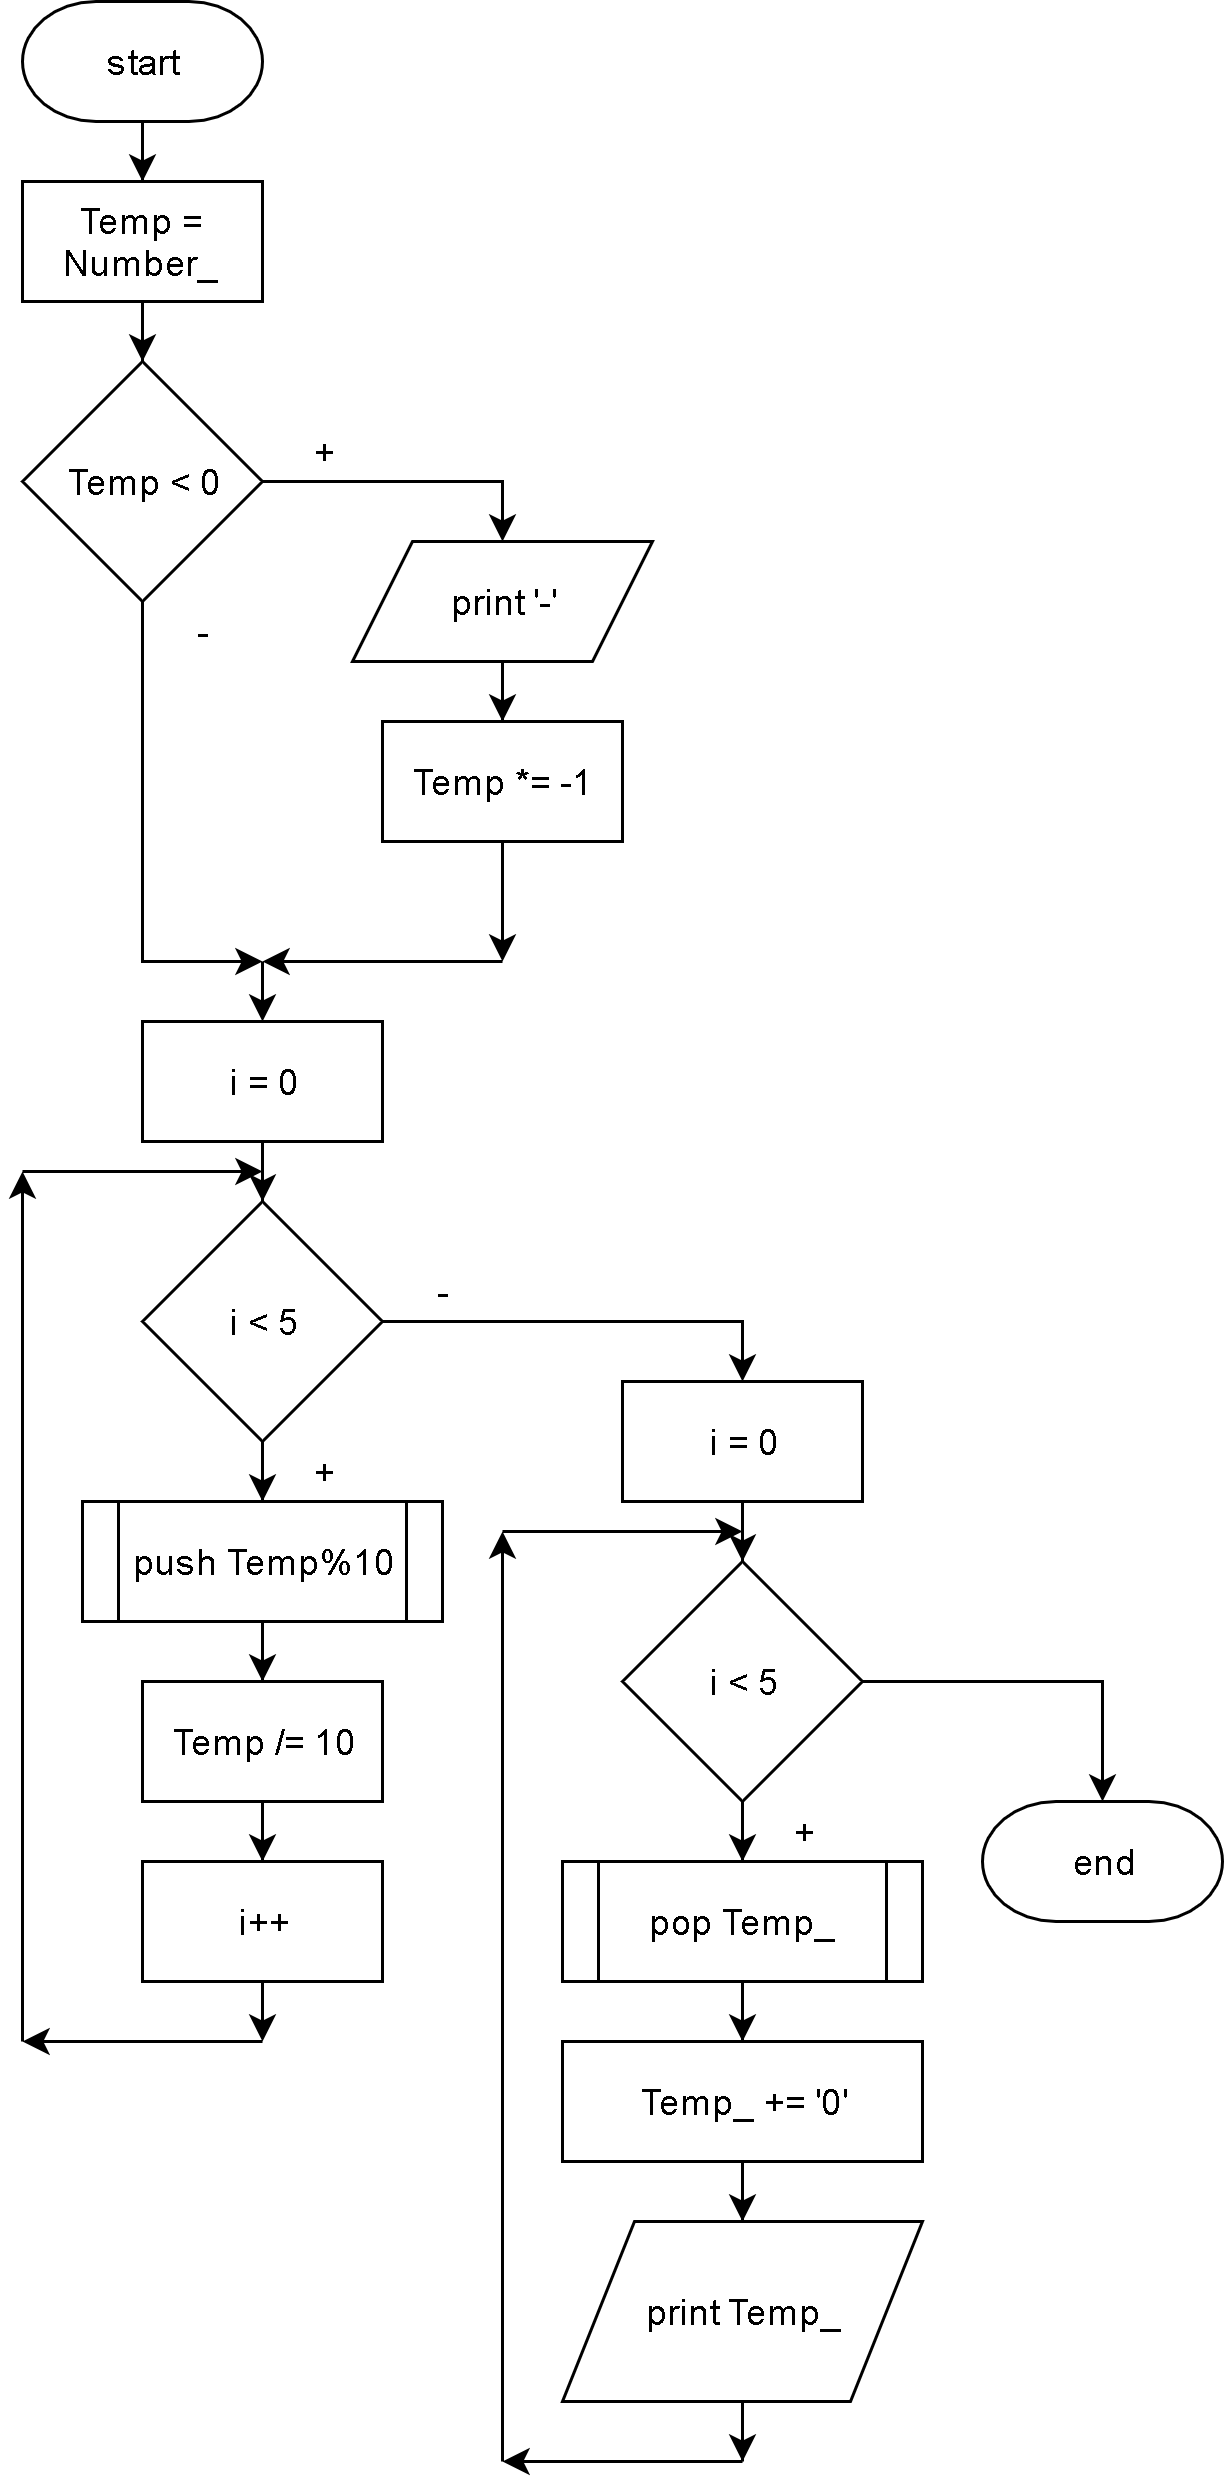 start
Temp =
Number_
Temp < 0
+
-
print '-'
Temp *= -1
i = 0
i < 5
-
+
push Temp%10
Temp /= 10
i++
i = 0
i < 5
+
pop Temp_
Temp_ += '0'
print Temp_
end